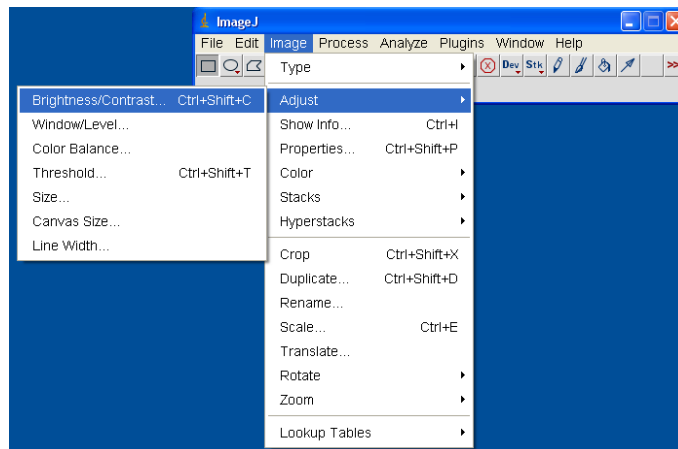 ImageJ
File Edit Image Process Analyze Plugins Window Help
Dev Stk >>
Type
Adjust
Show Info... Ctrl+I
Properties... Ctrl+Shift+P
Color
Stacks
Hyperstacks
Crop Ctrl+Shift+X
Duplicate... Ctrl+Shift+D
Rename...
Scale... Ctrl+E
Translate...
Rotate
Zoom
Lookup Tables
Brightness/Contrast... Ctrl+Shift+C
Window/Level...
Color Balance...
Threshold... Ctrl+Shift+T
Size...
Canvas Size...
Line Width...